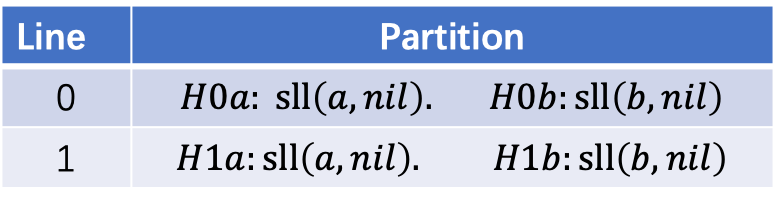 Line Partition
0 H0a: sll(a, nil). H0b: sll(b, nil)
1 H1a: sll(a, nil). H1b: sll(b, nil)